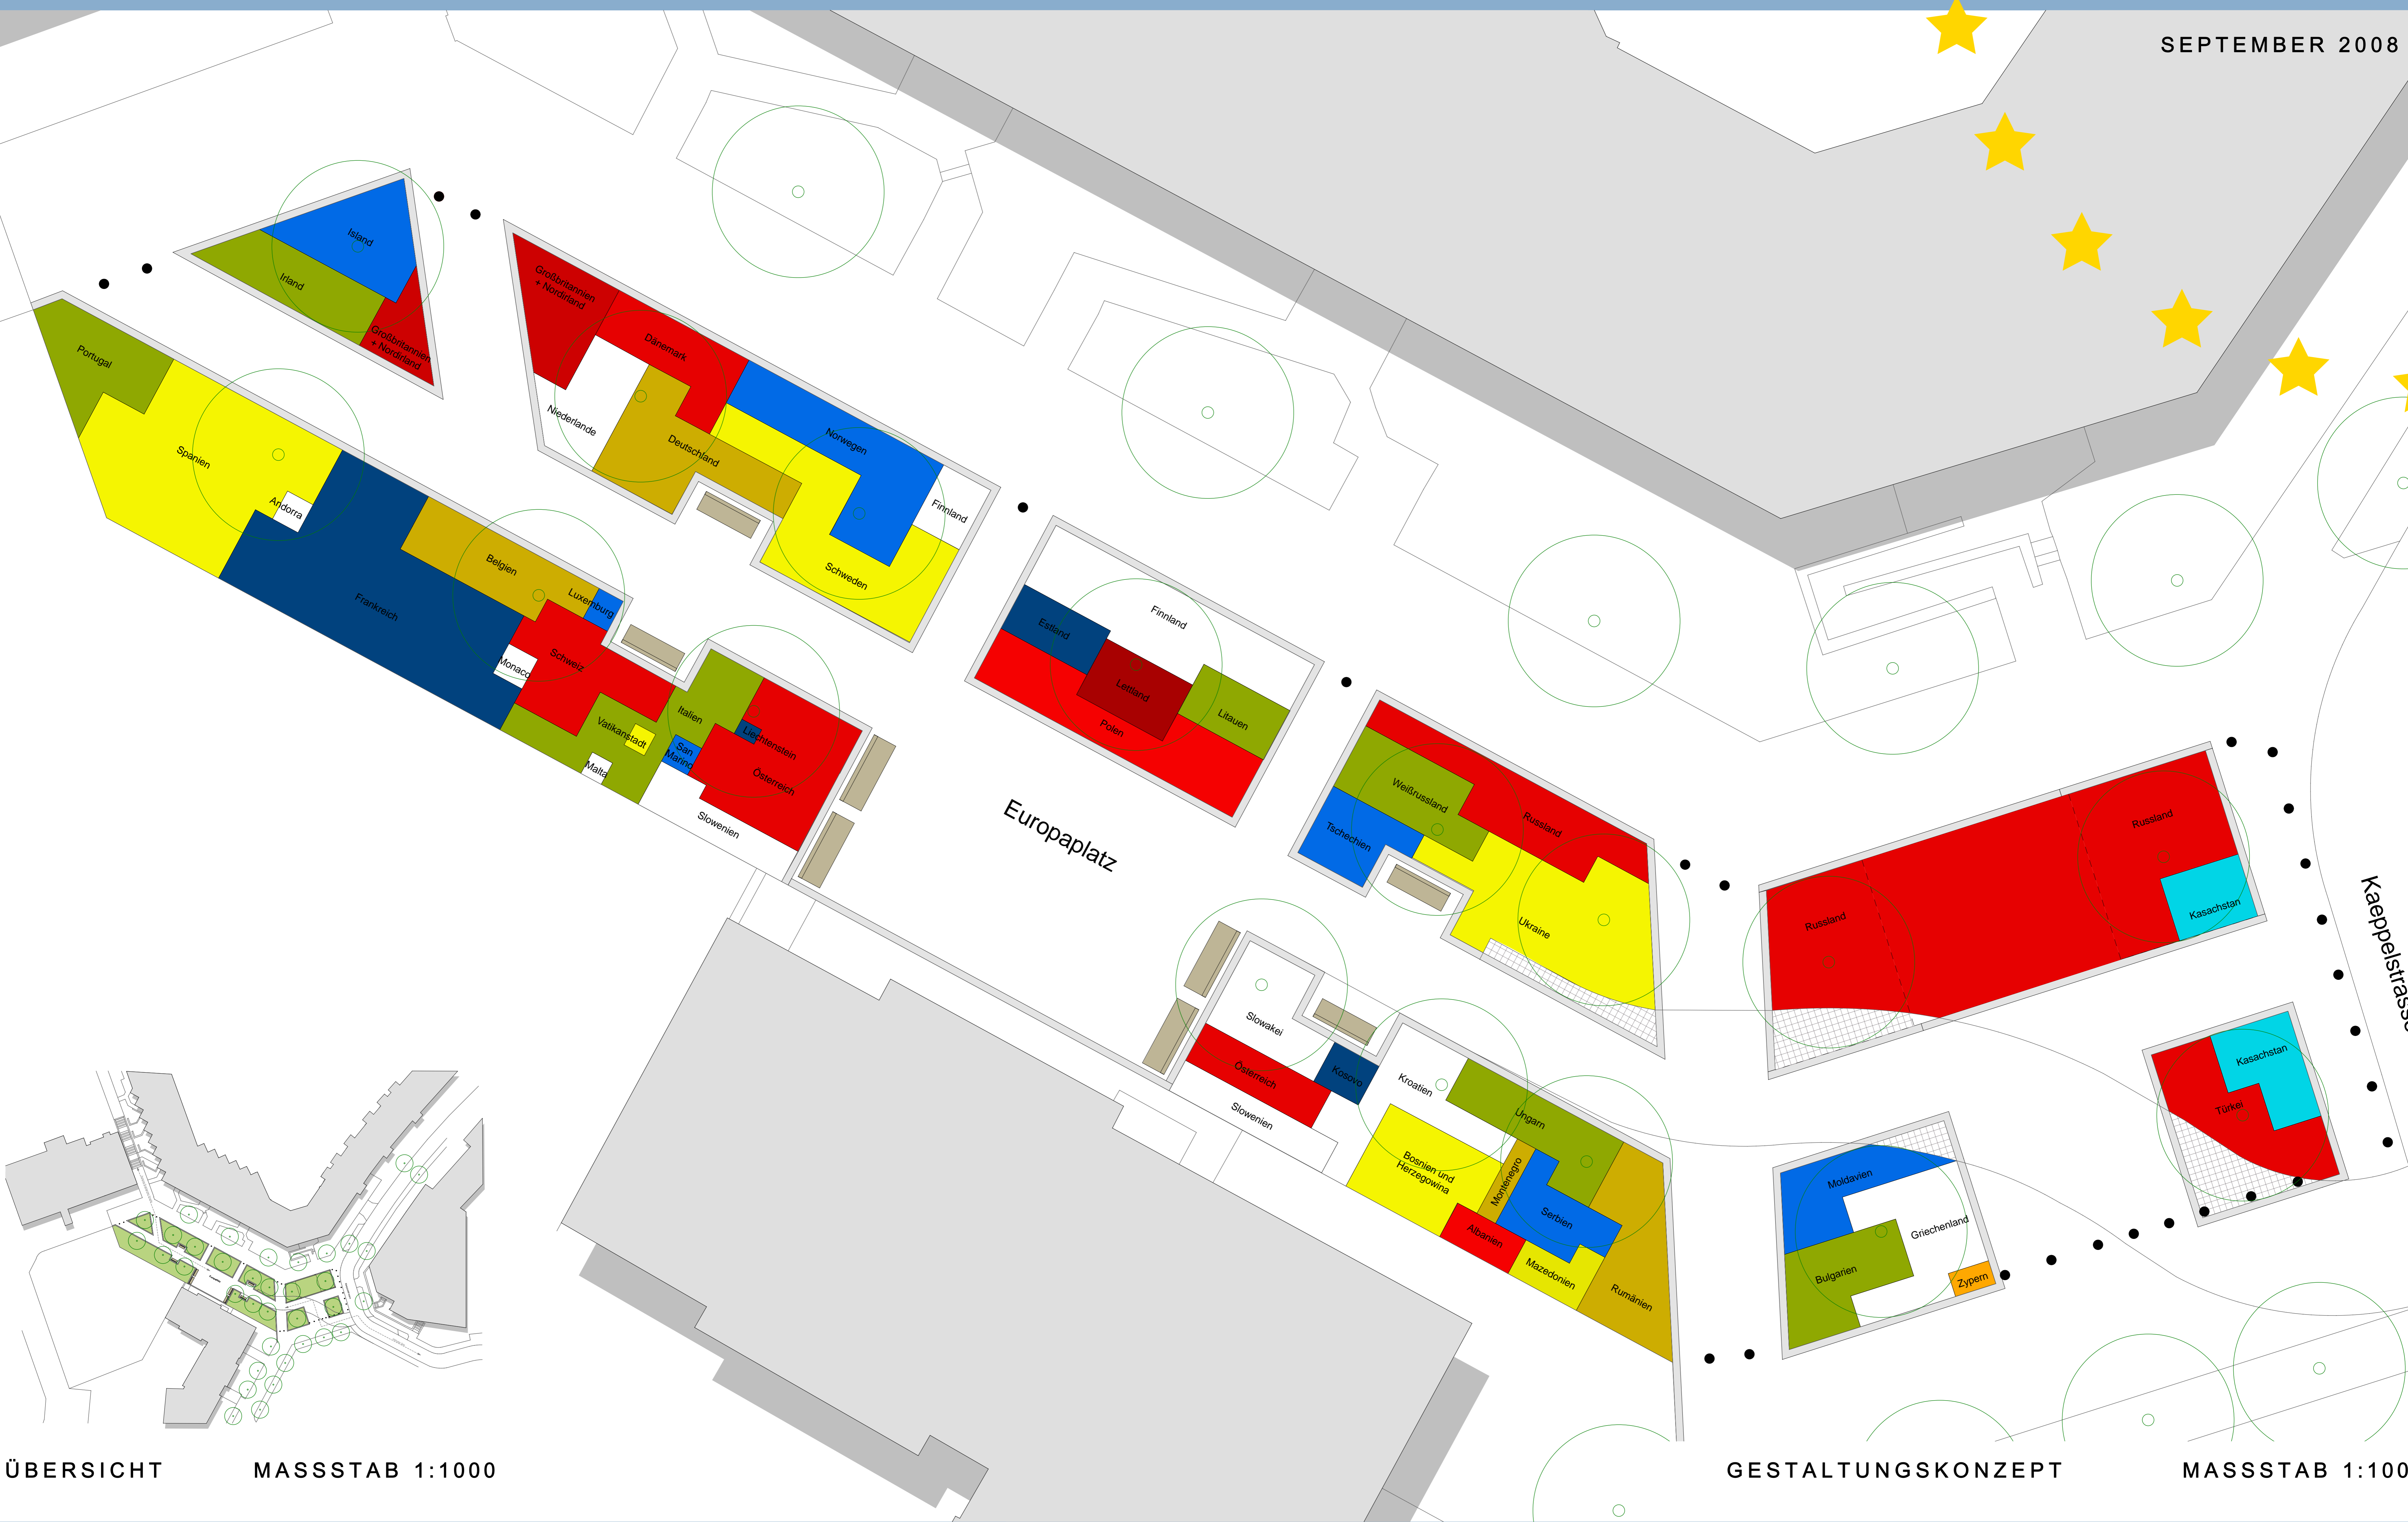 SEPTEMBER 2008
Island
Irland
Großbritannien
+ Nordirland
Großbritannien
+ Nordirland
Dänemark
Niederlande
Deutschland
Norwegen
Finnland
Schweden
Portugal
Spanien
Andorra
Frankreich
Belgien
Luxemburg
Monaco
Schweiz
Vatikanstadt
Malta
Italien
San
Marino
Liechtenstein
Österreich
Slowenien
Finnland
Estland
Lettland
Litauen
Polen
Europaplatz
Weißrussland
Russland
Tschechien
Ukraine
Russland
Russland
Kasachstan
Kaeppelstrasse
Slowakei
Österreich
Kosovo
Slowenien
Kroatien
Ungarn
Bosnien und
Herzegowina
Montenegro
Serbien
Albanien
Mazedonien
Rumänien
Moldavien
Griechenland
Bulgarien
Zypern
Kasachstan
Türkei
ÜBERSICHT MASSSTAB 1:1000
GESTALTUNGSKONZEPT MASSSTAB 1:100